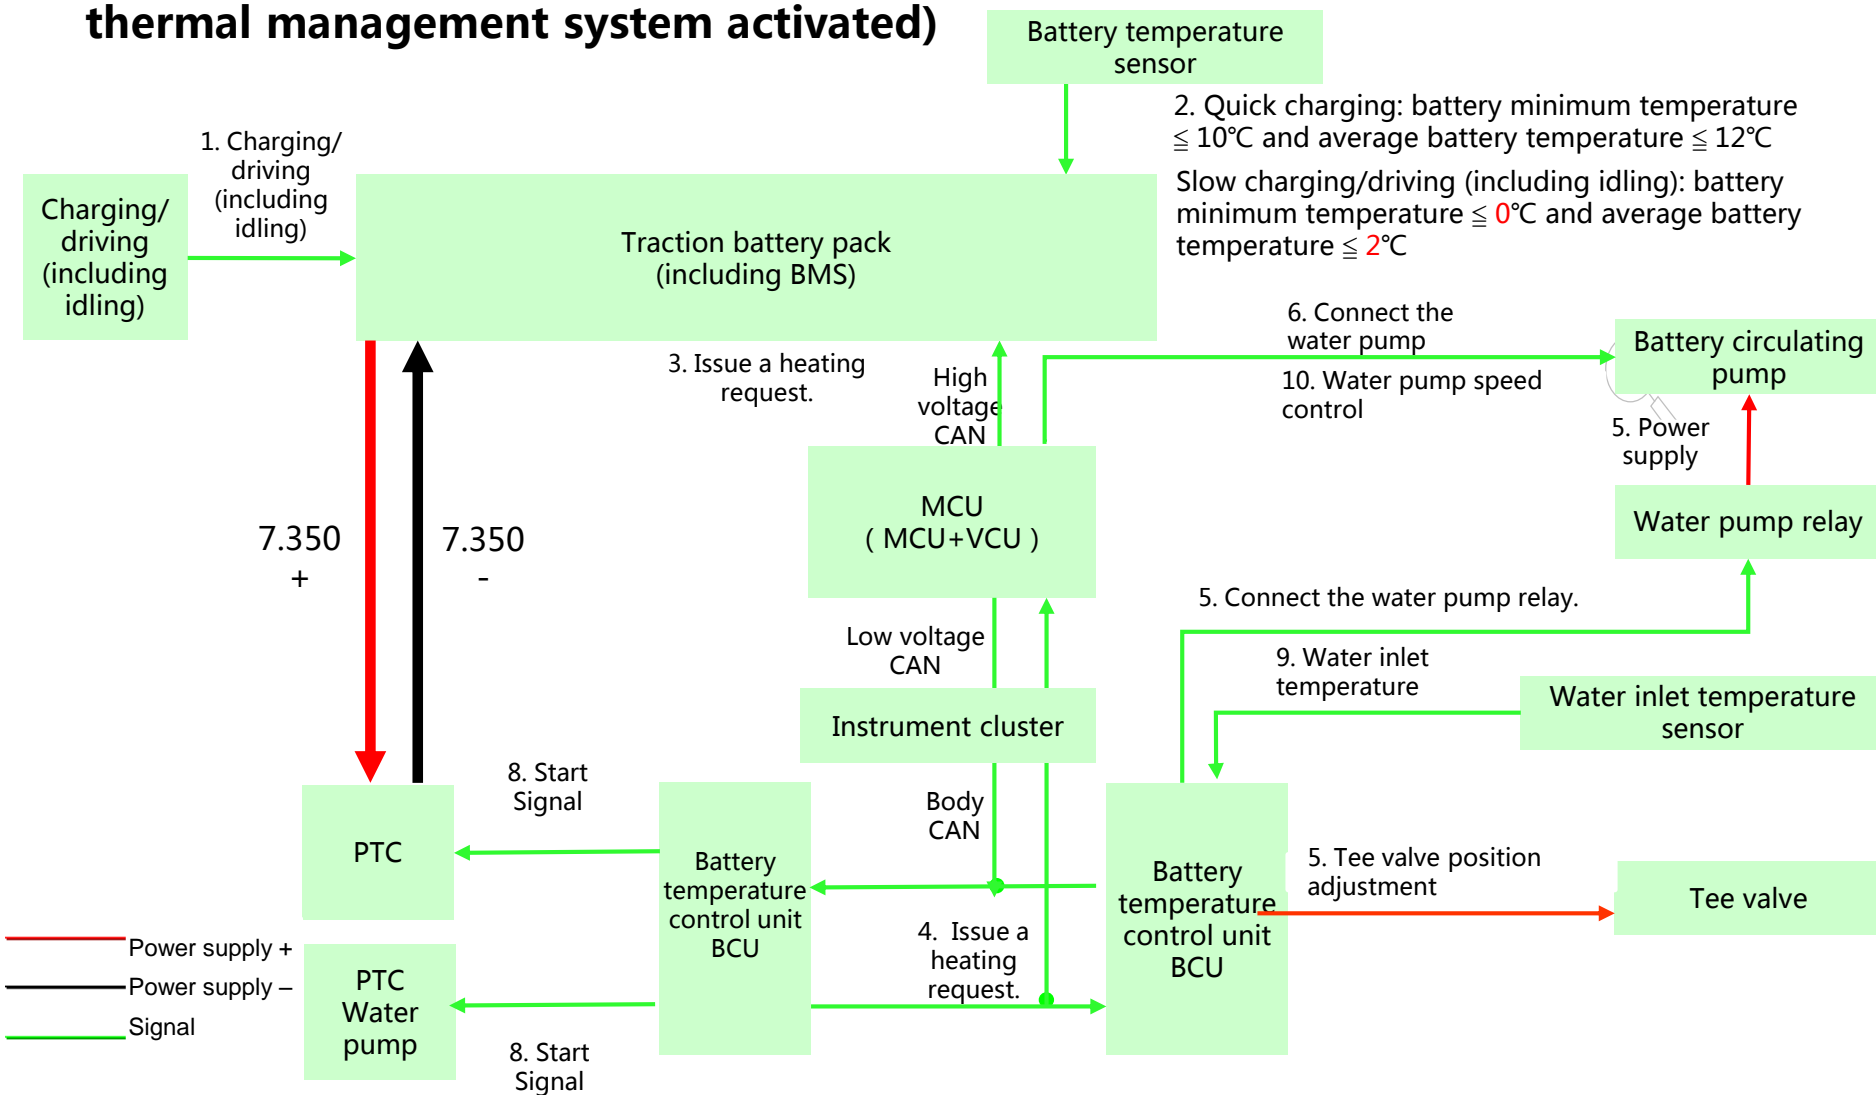 thermal management system activated)
Battery temperature
sensor
2. Quick charging: battery minimum temperature
≦ 10℃ and average battery temperature ≦ 12℃
Slow charging/driving (including idling): battery
minimum temperature ≦ 0℃ and average battery
temperature ≦ 2℃
1. Charging/
driving
(including
idling)
Charging/
driving
(including
idling)
Traction battery pack
(including BMS)
3. Issue a heating
request.
High
voltage
CAN
6. Connect the
water pump
10. Water pump speed
control
Battery circulating
pump
5. Power
supply
Water pump relay
MCU
( MCU+VCU )
7.350
+
7.350
-
5. Connect the water pump relay.
Low voltage
CAN
9. Water inlet
temperature
Water inlet temperature
sensor
Instrument cluster
8. Start
Signal
Body
CAN
PTC
Battery
temperature
control unit
BCU
Battery
temperature
control unit
BCU
5. Tee valve position
adjustment
Tee valve
4. Issue a
heating
request.
Power supply +
Power supply –
Signal
PTC
Water
pump
8. Start
Signal